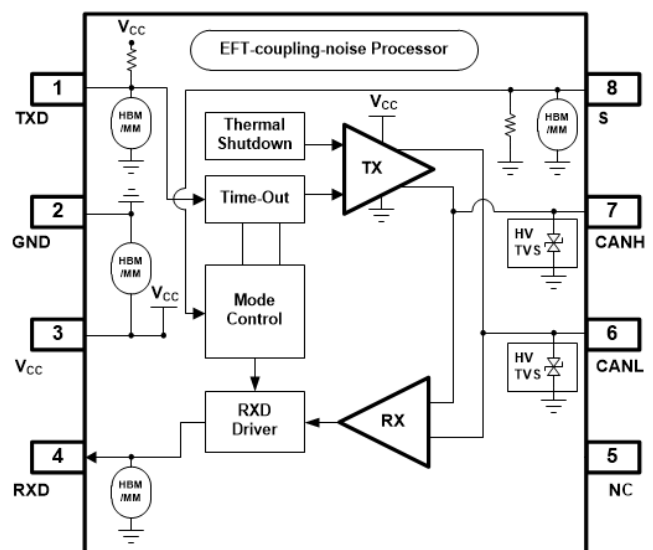 EFT-coupling-noise Processor
VCC
1
TXD
HBM
/MM
2
GND
HBM
/MM
VCC
3
VCC
4
RXD
HBM
/MM
Thermal
Shutdown
Time-Out
Mode
Control
RXD
Driver
VCC
TX
RX
8
S
HBM
/MM
7
CANH
HV
TVS
6
CANL
HV
TVS
5
NC